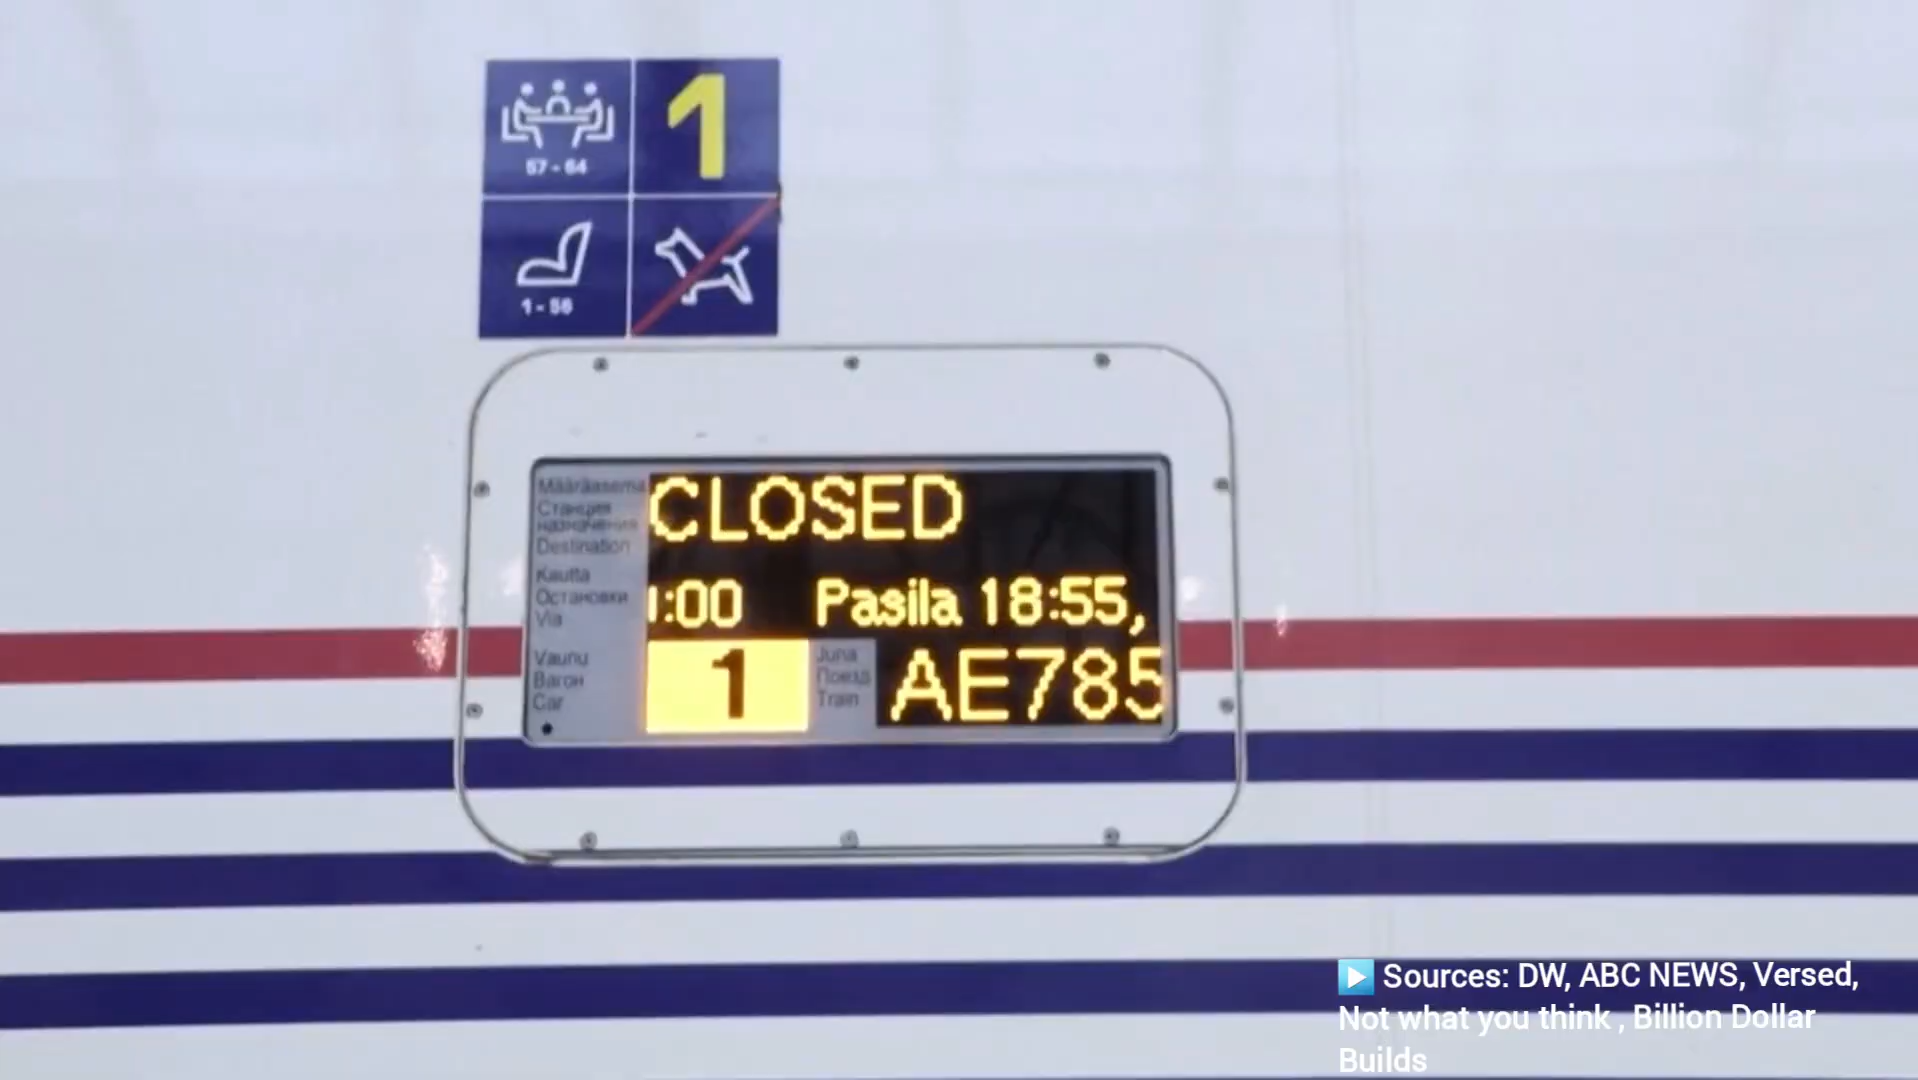 57 - 64
1
1 - 56
Määräasema
Станция
назначения
Destination
CLOSED
Kautta
Остановки
Via
:00 Pasila 18:55,
Vaunu
Вагон
Car
1
Juna
Поезд
Train
AE785
Sources: DW, ABC NEWS, Versed,
Not what you think , Billion Dollar
Builds